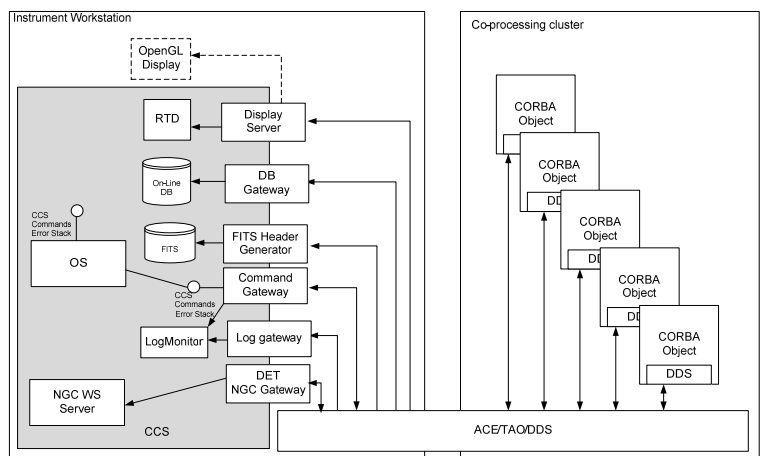 Instrument Workstation
Co-processing cluster
OpenGL
Display
RTD
Display
Server
On-Line
DB
DB
Gateway
CCS
Commands
Error Stack
FITS
FITS Header
Generator
OS
Command
Gateway
CCS
Commands
Error Stack
LogMonitor
Log gateway
DET
NGC Gateway
NGC WS
Server
CCS
CORBA
Object
CORBA
Object
DD
CORBA
Object
DD
CORBA
Object
DD
CORBA
Object
DDS
ACE/TAO/DDS